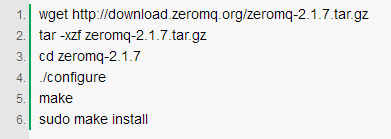 1. wget http://download.zeromq.org/zeromq-2.1.7.tar.gz
2. tar -xzf zeromq-2.1.7.tar.gz
3. cd zeromq-2.1.7
4. ./configure
5. make
6. sudo make install